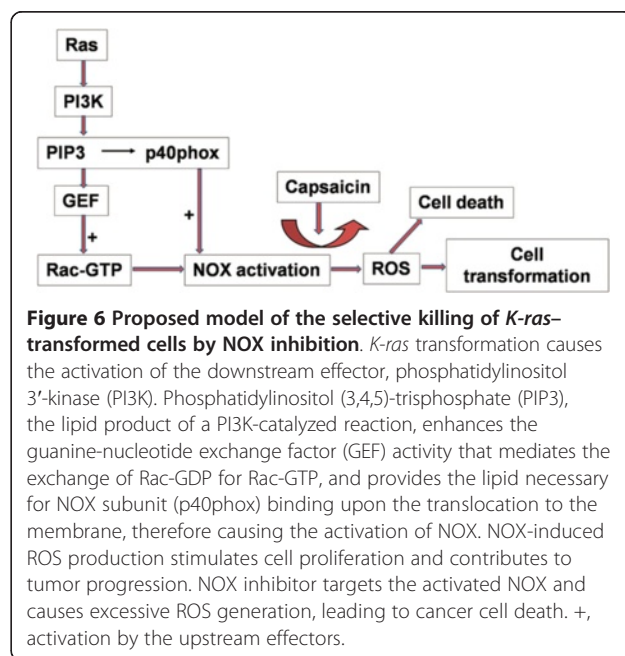 Ras
PI3K
PIP3 p40phox
GEF
Capsaicin
Cell death
+
+
Rac-GTP NOX activation ROS
Cell
transformation
Figure 6 Proposed model of the selective killing of K-ras–
transformed cells by NOX inhibition. K-ras transformation causes
the activation of the downstream effector, phosphatidylinositol
3′-kinase (PI3K). Phosphatidylinositol (3,4,5)-trisphosphate (PIP3),
the lipid product of a PI3K-catalyzed reaction, enhances the
guanine-nucleotide exchange factor (GEF) activity that mediates the
exchange of Rac-GDP for Rac-GTP, and provides the lipid necessary
for NOX subunit (p40phox) binding upon the translocation to the
membrane, therefore causing the activation of NOX. NOX-induced
ROS production stimulates cell proliferation and contributes to
tumor progression. NOX inhibitor targets the activated NOX and
causes excessive ROS generation, leading to cancer cell death. +,
activation by the upstream effectors.